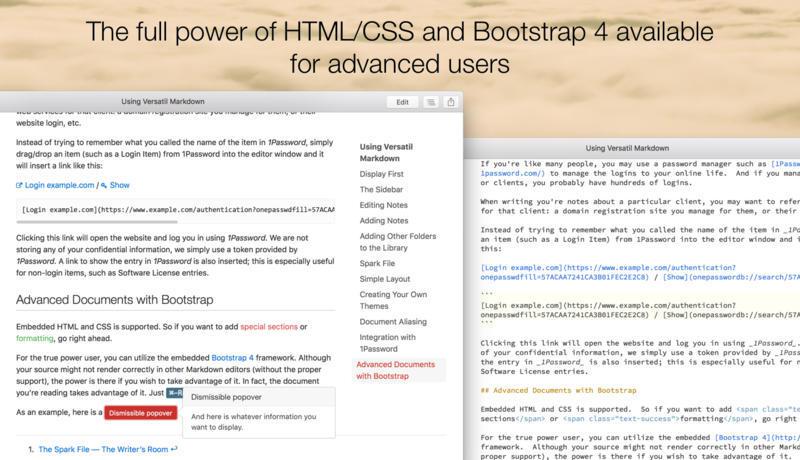 The full power of HTML/CSS and Bootstrap 4 available
for advanced users
Using Versatil Markdown
Edit
web services for that client: a domain registration site you manage for them, or their
website login, etc.
Instead of trying to remember what you called the name of the item in 1Password, simply
drag/drop an item (such as a Login Item) from 1Password into the editor window and it
will insert a link like this:
Login example.com / Show
[Login example.com](https://www.example.com/authentication?onepasswdfill=57ACAA
Clicking this link will open the website and log you in using 1Password. We are not
storing any of your confidential information, we simply use a token provided by
1Password. A link to show the entry in 1Password is also inserted; this is especially useful
for non-login items, such as Software License entries.
Advanced Documents with Bootstrap
Embedded HTML and CSS is supported. So if you want to add special sections or
formatting, go right ahead.
For the true power user, you can utilize the embedded Bootstrap 4 framework. Although
your source might not render correctly in other Markdown editors (without the proper
support), the power is there if you wish to take advantage of it. In fact, the document
you're reading takes advantage of it. Just ⌘-R
As an example, here is a Dismissible popover
Dismissible popover
And here is whatever information you
want to display.
1. The Spark File — The Writer's Room ↩
Using Versatil
Markdown
Display First
The Sidebar
Editing Notes
Adding Notes
Adding Other Folders
to the Library
Spark File
Simple Layout
Creating Your Own
Themes
Document Aliasing
Integration with
1Password
Advanced Documents
with Bootstrap
Using Versatil Markdown
If you're like many people, you may use a password manager such as [1Passw
1password.com/) to manage the logins to your online life. And if you mana
or clients, you probably have hundreds of logins.
When writing you're notes about a particular client, you may want to refer
for that client: a domain registration site you manage for them, or their
Instead of trying to remember what you called the name of the item in _1Pa
an item (such as a Login Item) from 1Password into the editor window and i
this:
[Login example.com](https://www.example.com/authentication?
onepasswdfill=57ACAA7241CA3B01FEC2E2C8) / [Show](onepasswordb://search/57A
```
[Login example.com](https://www.example.com/authentication?
onepasswdfill=57ACAA7241CA3B01FEC2E2C8) / [Show](onepasswordb://search/57A
```
Clicking this link will open the website and log you in using _1Password_.
of your confidential information, we simply use a token provided by _1Pass
the entry in _1Password_ is also inserted; this is especially useful for n
Software License entries.
## Advanced Documents with Bootstrap
Embedded HTML and CSS is supported. So if you want to add <span class="tex
sections</span> or <span class="text-success">formatting</span>, go right
For the true power user, you can utilize the embedded [Bootstrap 4](http:/
framework. Although your source might not render correctly in other Markdo
proper support), the power is there if you wish to take advantage of it.